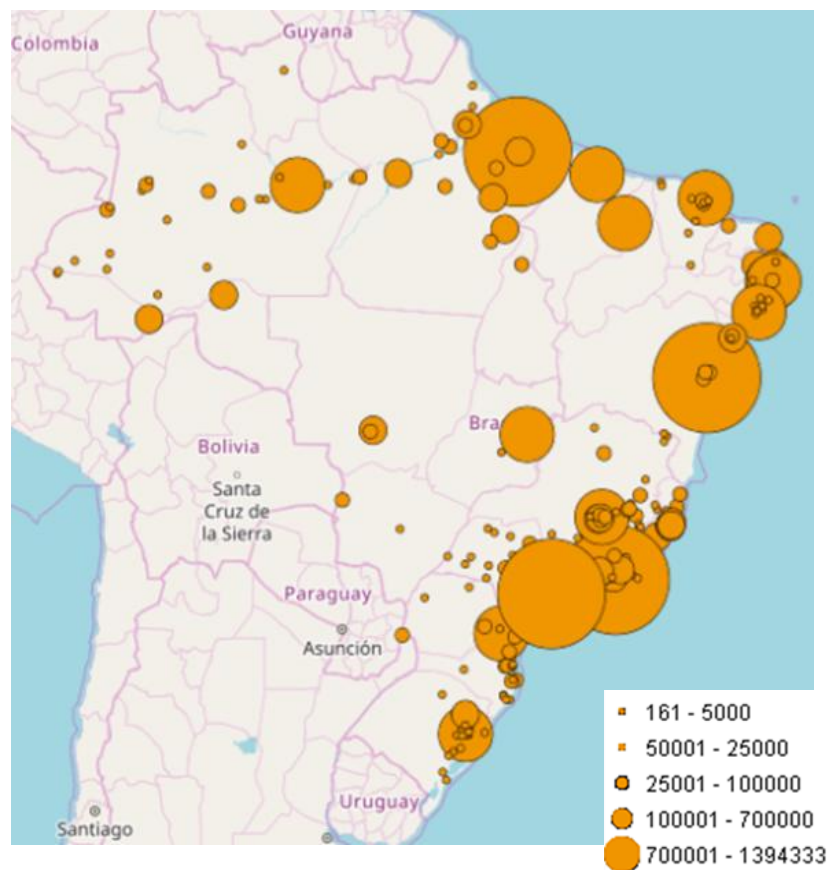 Colombia
Guyana
Bra
Bolivia
Santa
Cruz de
la Sierra
Paraguay
Asunción
Uruguay
Santiago
161 - 5000
50001 - 25000
25001 - 100000
100001 - 700000
700001 - 1394333